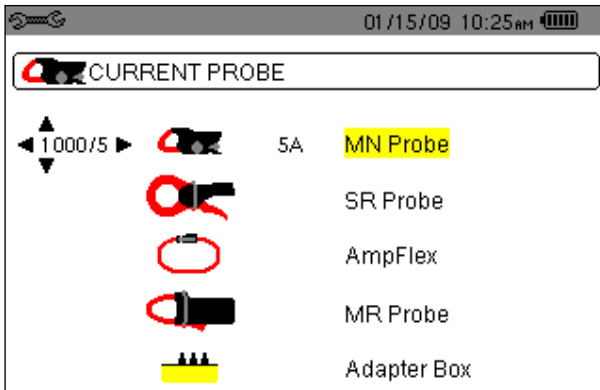 01/15/09 10:25AM
CURRENT PROBE
1000/5 5A MN Probe
SR Probe
AmpFlex
MR Probe
Adapter Box